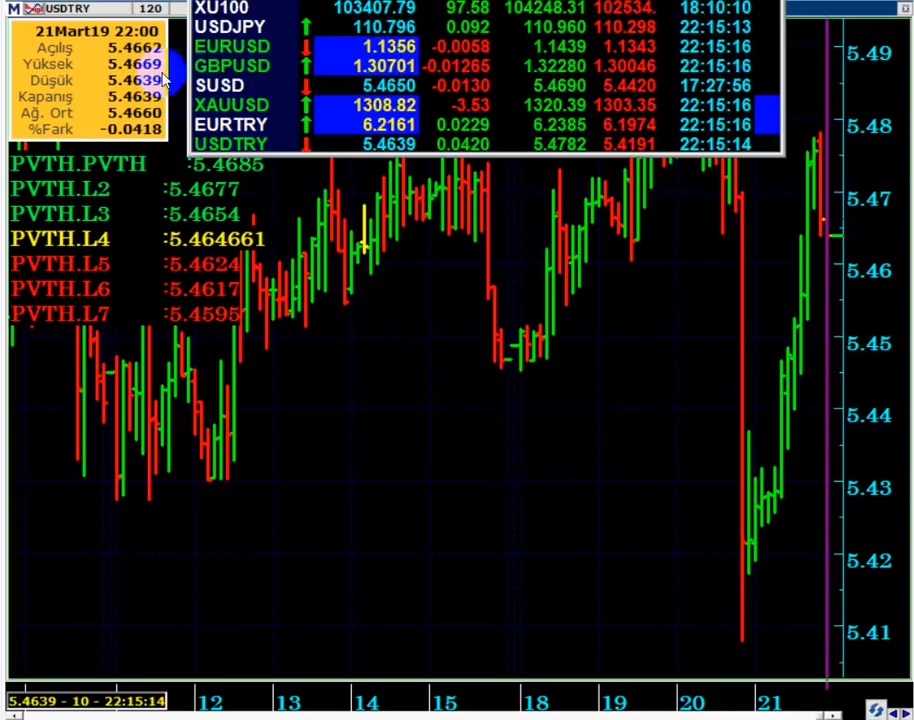 M USDTRY 120
XU100 103407.79 97.58 104248.31 102534. 18:10:10
USDJPY 110.796 0.092 110.960 110.298 22:15:13
EURUSD 1.1356 -0.0058 1.1439 1.1343 22:15:16
GBPUSD 1.30701 -0.01265 1.32280 1.30046 22:15:16
SUSD 5.4650 -0.0130 5.4690 5.4420 17:27:56
XAUUSD 1308.82 -3.53 1320.39 1303.35 22:15:16
EURTRY 6.2161 0.0229 6.2385 6.1974 22:15:16
USDTRY 5.4639 0.0420 5.4782 5.4191 22:15:14
21Mart19 22:00
Açılış 5.4662
Yüksek 5.4669
Düşük 5.4639
Kapanış 5.4639
Ağ. Ort 5.4660
%Fark -0.0418
PVTH.PVTH :5.4685
PVTH.L2 :5.4677
PVTH.L3 :5.4654
PVTH.L4 :5.464661
PVTH.L5 :5.4624
PVTH.L6 :5.4617
PVTH.L7 :5.4595
5.49
5.48
5.47
5.46
5.45
5.44
5.43
5.42
5.41
5.4639 - 10 - 22:15:14
12 13 14 15 18 19 20 21